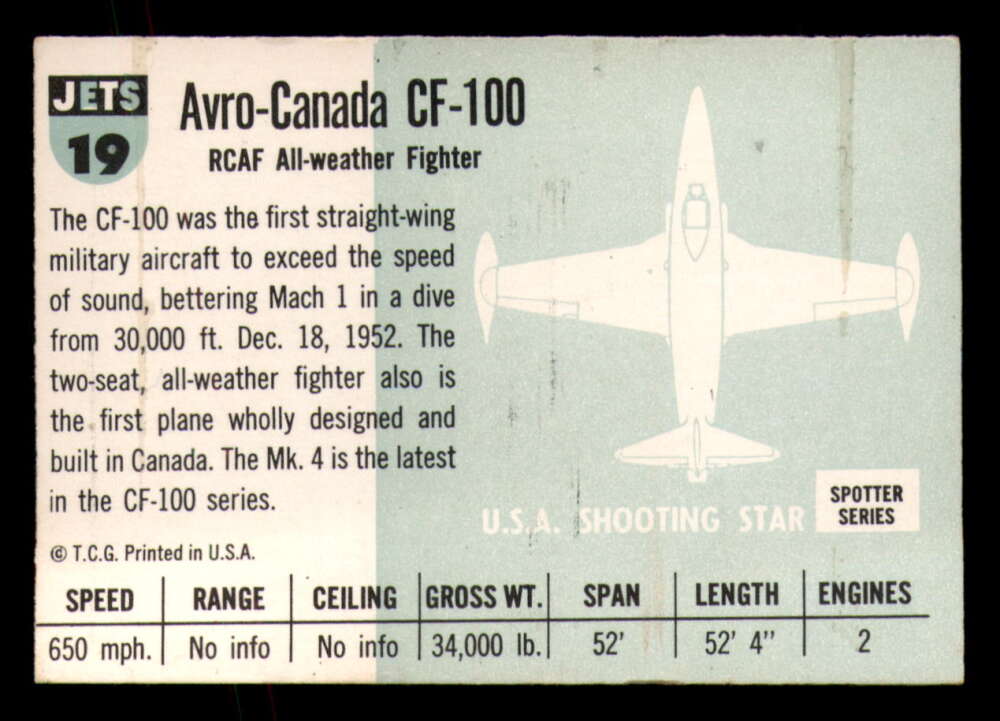 JETS
19
Avro-Canada CF-100
RCAF All-weather Fighter
The CF-100 was the first straight-wing
military aircraft to exceed the speed
of sound, bettering Mach 1 in a dive
from 30,000 ft. Dec. 18, 1952. The
two-seat, all-weather fighter also is
the first plane wholly designed and
built in Canada. The Mk. 4 is the latest
in the CF-100 series.
© T.C.G. Printed in U.S.A.
U.S.A. SHOOTING STAR
SPOTTER
SERIES
SPEED RANGE CEILING GROSS WT. SPAN LENGTH ENGINES
650 mph. No info No info 34,000 lb. 52' 52' 4" 2